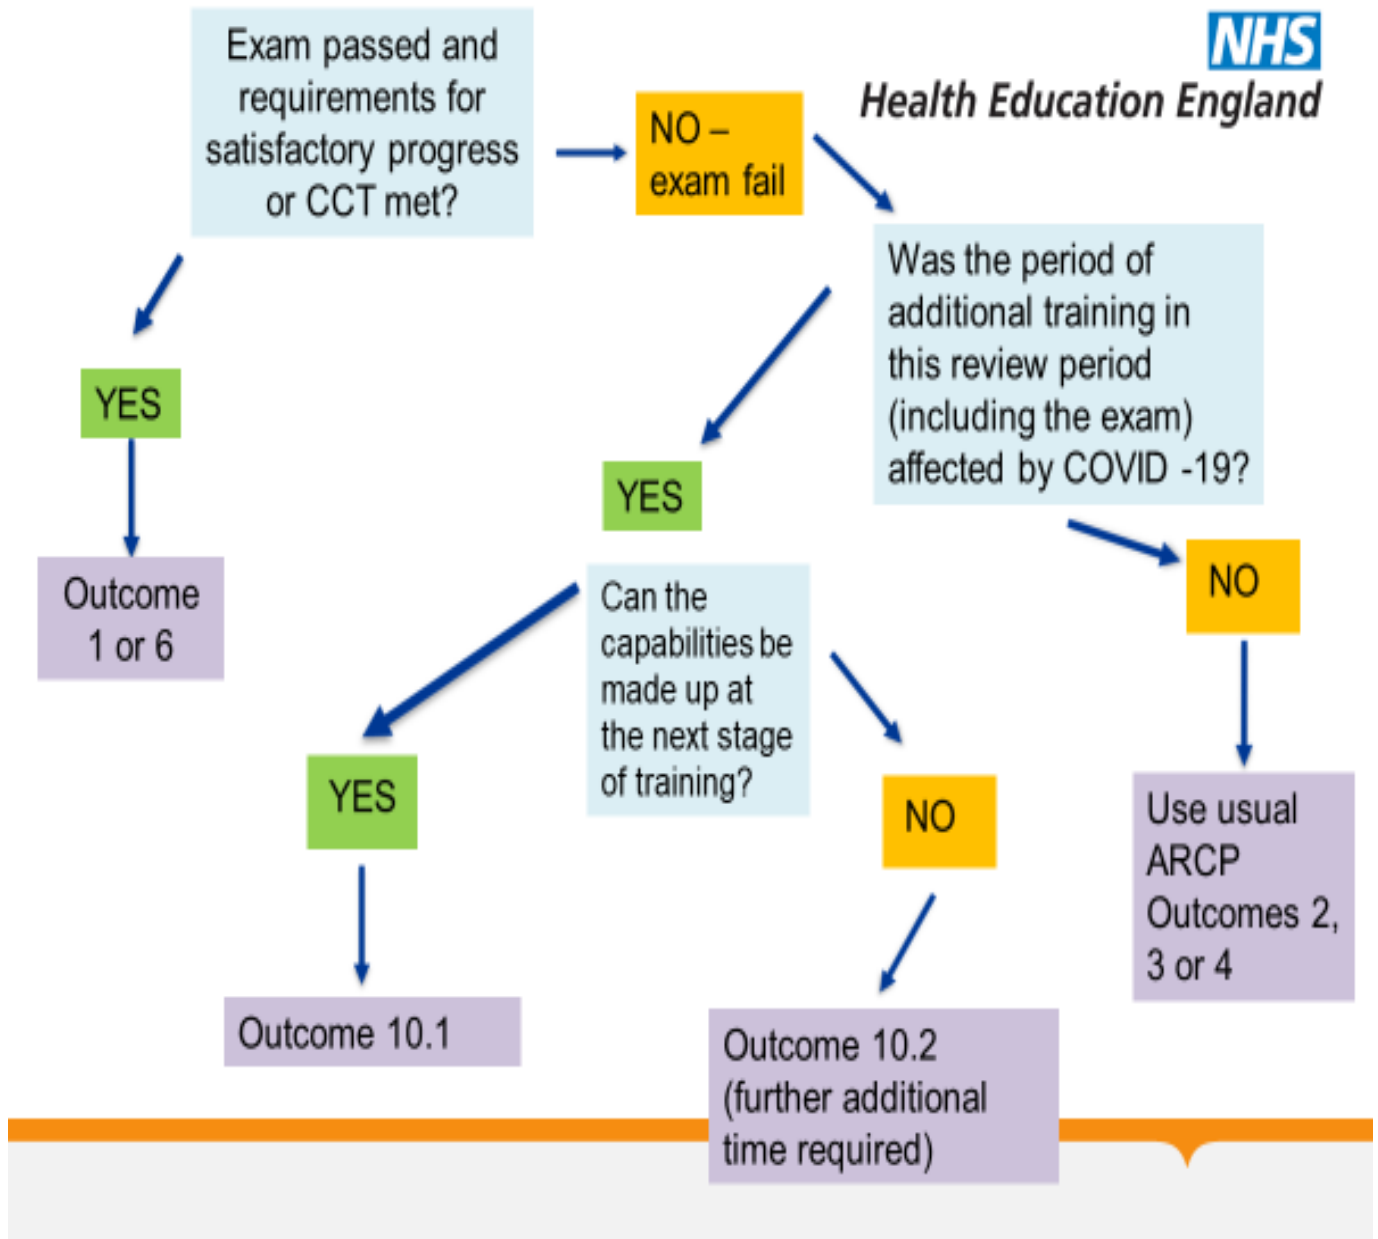 Exam passed and
requirements for
satisfactory progress
or CCT met?
NHS
Health Education England
NO –
exam fail
Was the period of
additional training in
this review period
(including the exam)
affected by COVID -19?
YES
Outcome
1 or 6
YES
Can the
capabilities be
made up at
the next stage
of training?
NO
Use usual
ARCP
Outcomes 2,
3 or 4
YES
Outcome 10.1
NO
Outcome 10.2
(further additional
time required)